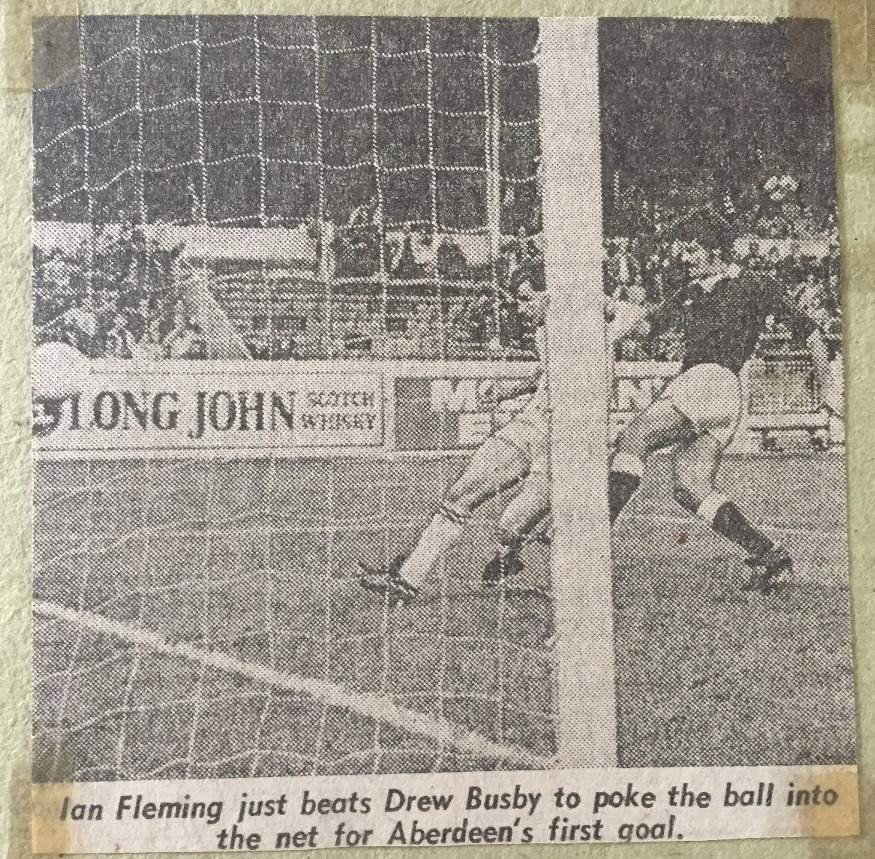 LONG JOHN SCOTCH
WHISKY
Ian Fleming just beats Drew Busby to poke the ball into
the net for Aberdeen's first goal.